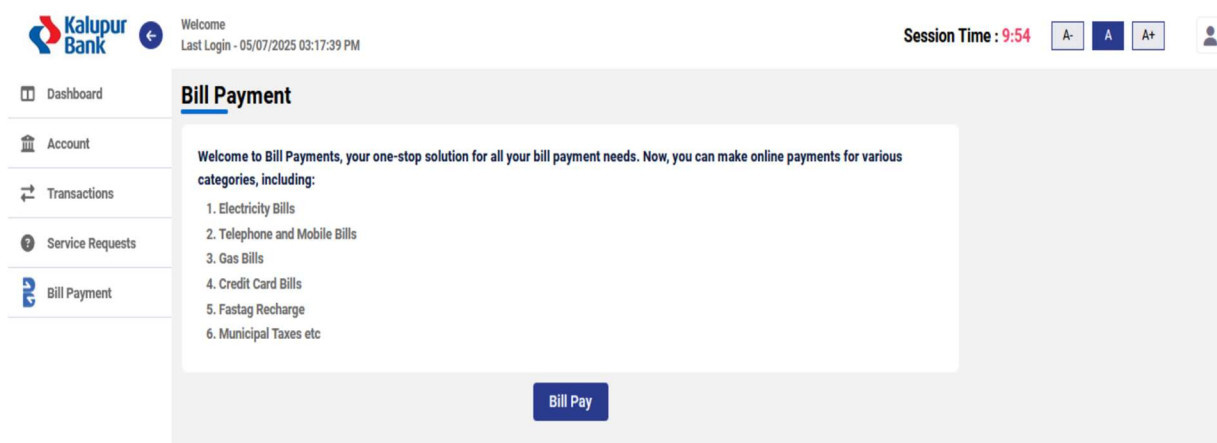 Kalupur
Bank
Welcome
Last Login - 05/07/2025 03:17:39 PM
Session Time : 9:54
A-
A
A+
Dashboard
Account
Transactions
Service Requests
Bill Payment
Bill Payment
Welcome to Bill Payments, your one-stop solution for all your bill payment needs. Now, you can make online payments for various
categories, including:
1. Electricity Bills
2. Telephone and Mobile Bills
3. Gas Bills
4. Credit Card Bills
5. Fastag Recharge
6. Municipal Taxes etc
Bill Pay